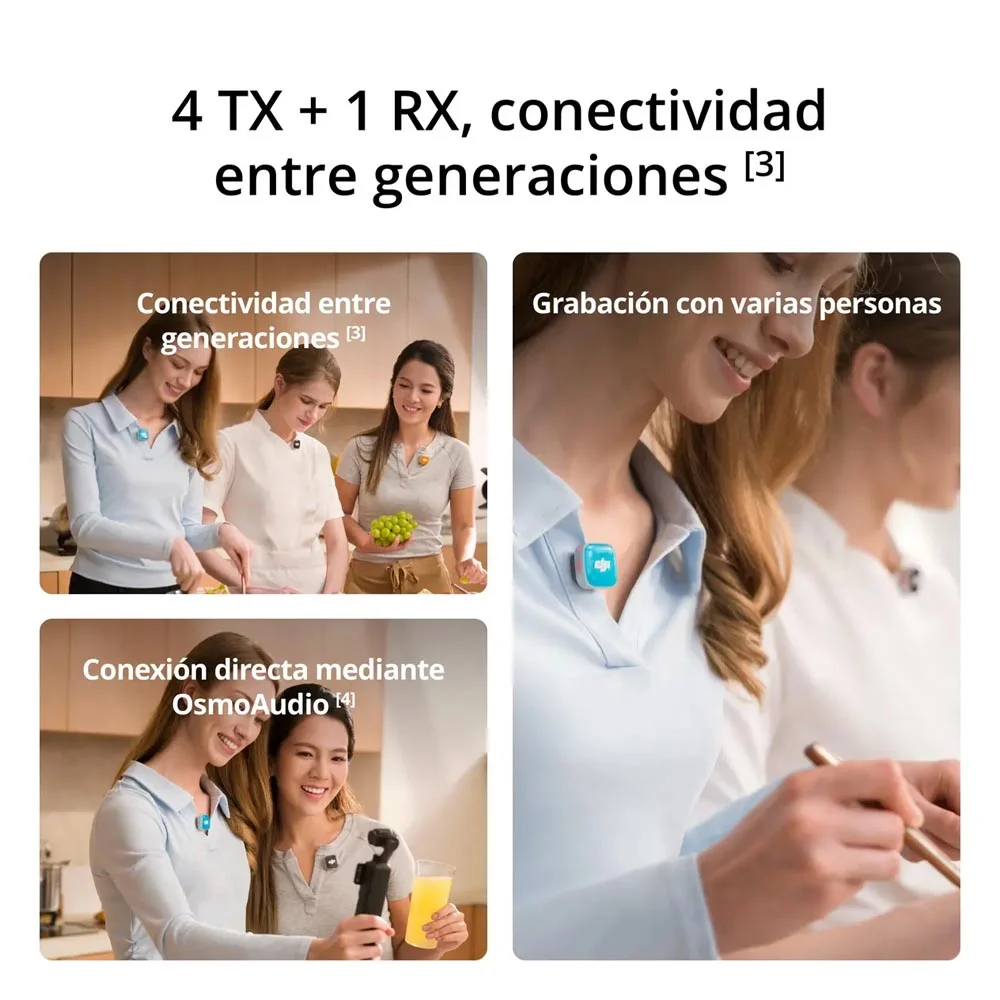 4 TX + 1 RX, conectividad
entre generaciones [3]
Conectividad entre
generaciones [3]
Grabación con varias personas
dji
Conexión directa mediante
OsmoAudio [4]